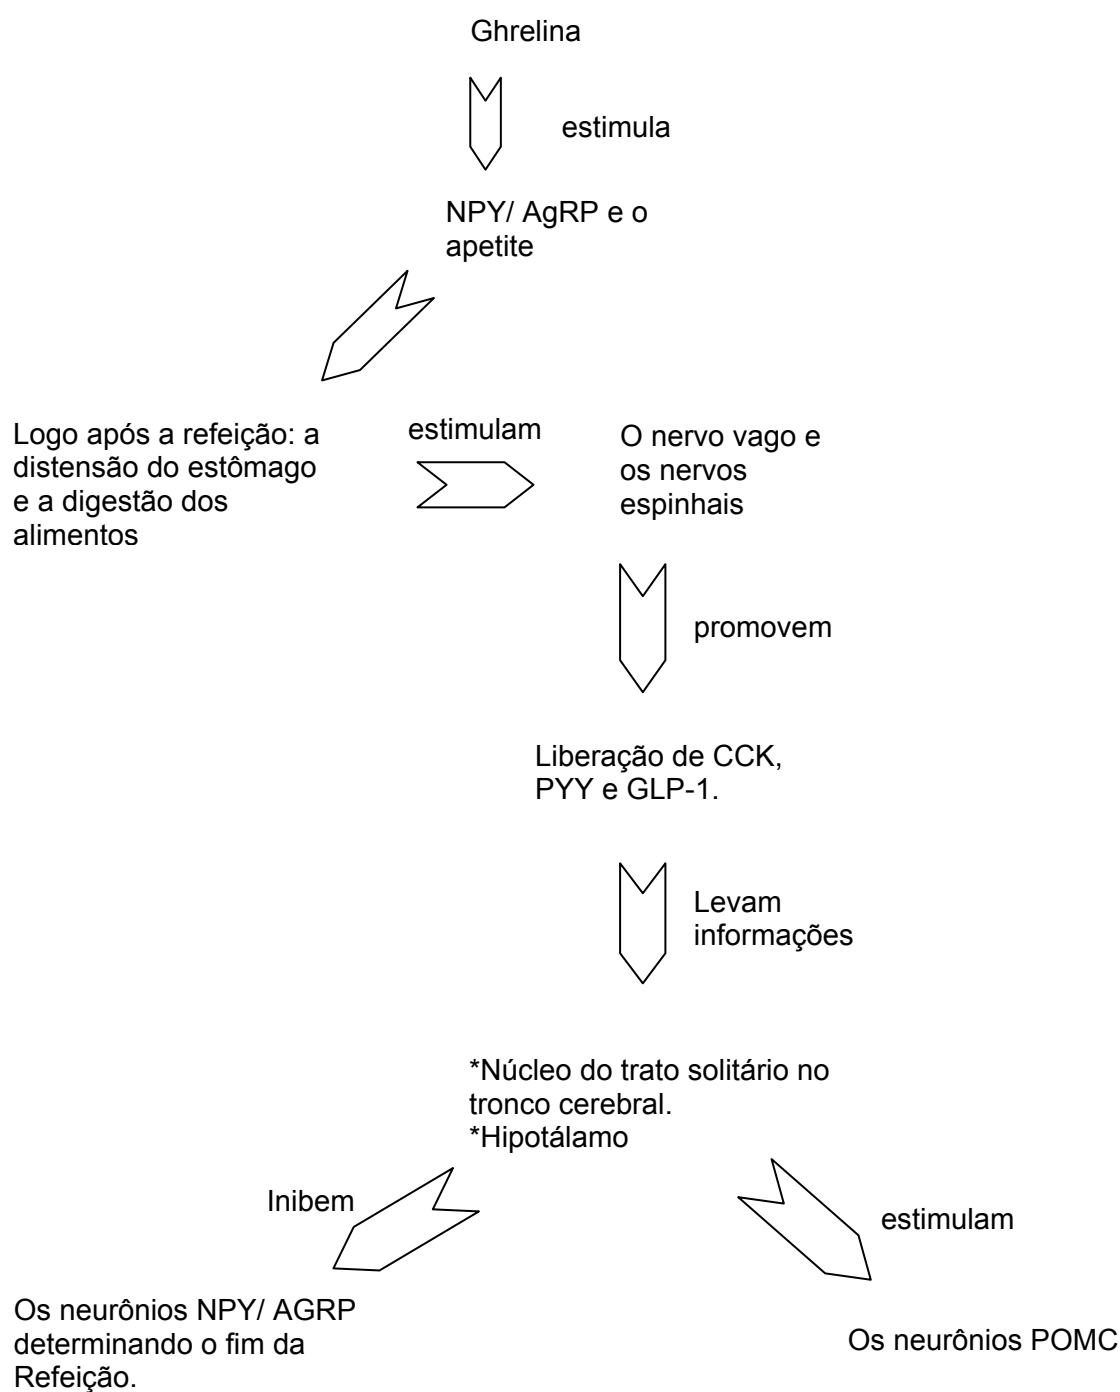 Ghrelina
estimula
NPY/ AgRP e o
apetite
Logo após a refeição: a
distensão do estômago
e a digestão dos
alimentos
estimulam
O nervo vago e
os nervos
espinhais
promovem
Liberação de CCK,
PYY e GLP-1.
Levam
informações
*Núcleo do trato solitário no
tronco cerebral.
*Hipotálamo
Inibem
estimulam
Os neurônios NPY/ AGRP
determinando o fim da
Refeição.
Os neurônios POMC